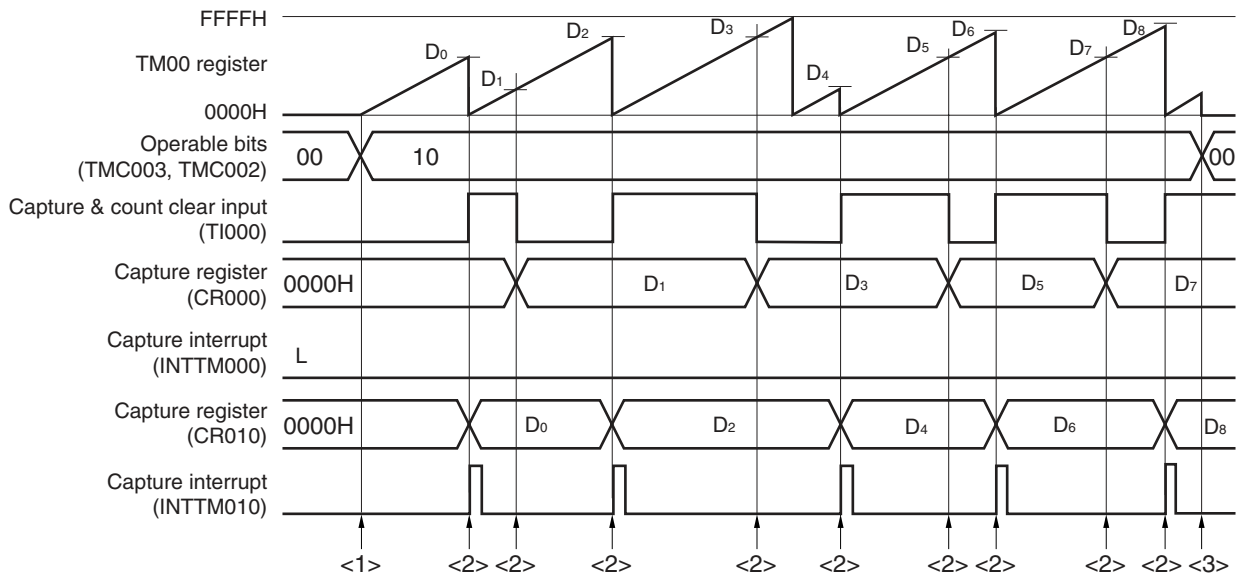 FFFFH
TM00 register
0000H
D0 D1 D2 D3 D4 D5 D6 D7 D8
Operable bits
(TMC003, TMC002)
00 10 00
Capture & count clear input
(TI000)
Capture register
(CR000)
0000H D1 D3 D5 D7
Capture interrupt
(INTTM000)
L
Capture register
(CR010)
0000H D0 D2 D4 D6 D8
Capture interrupt
(INTTM010)
<1> <2> <2> <2> <2> <2> <2> <2> <2> <2> <3>